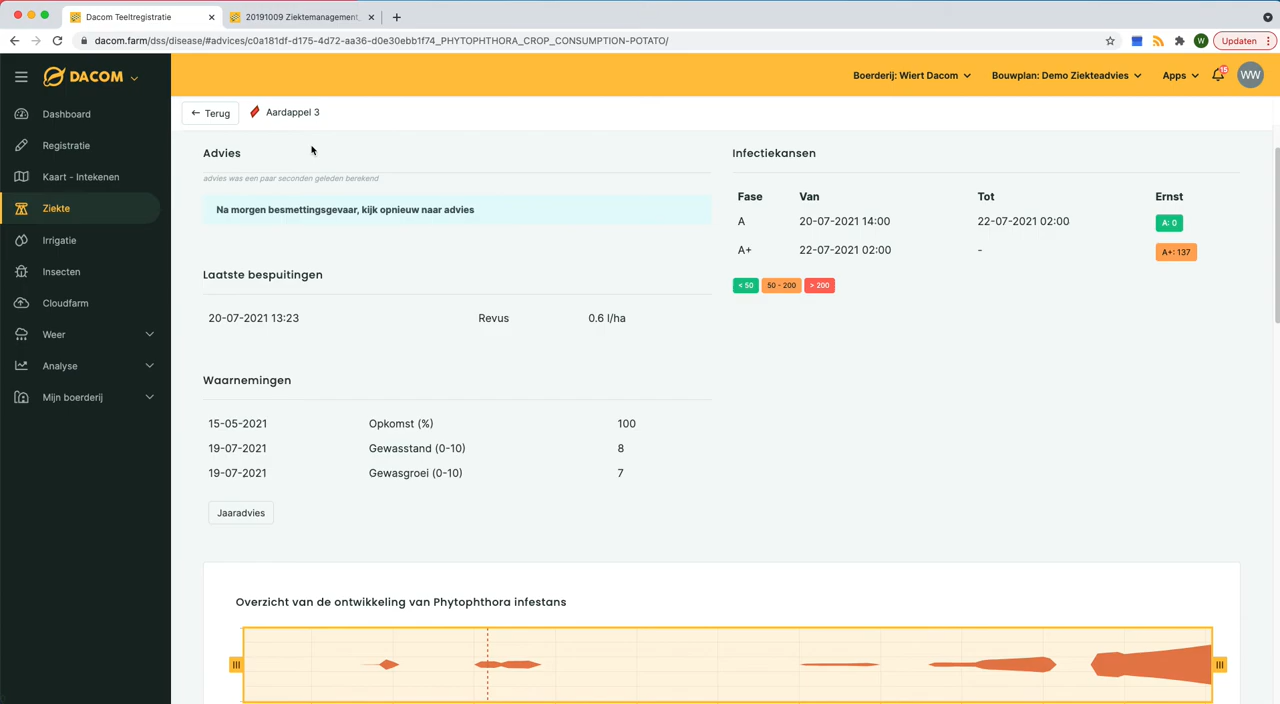 Dacom Teeltregistratie
20191009 Ziektemanagement,
dacom.farm/dss/disease/#advices/c0a181df-d175-4d72-aa36-d0e30ebb1f74_PHYTOPHTHORA_CROP_CONSUMPTION-POTATO/
W
Updaten
DACOM
Boerderij: Wiert Dacom
Bouwplan: Demo Ziekteadvies
Apps
15
WW
Dashboard
Registratie
Kaart - Intekenen
Ziekte
Irrigatie
Insecten
Cloudfarm
Weer
Analyse
Mijn boerderij
← Terug
Aardappel 3
Advies
advies was een paar seconden geleden berekend
Na morgen besmettingsgevaar, kijk opnieuw naar advies
Laatste bespuitingen
20-07-2021 13:23 Revus 0.6 l/ha
Waarnemingen
15-05-2021 Opkomst (%) 100
19-07-2021 Gewasstand (0-10) 8
19-07-2021 Gewasgroei (0-10) 7
Jaaradvies
Infectiekansen
Fase Van Tot Ernst
A 20-07-2021 14:00 22-07-2021 02:00 A: 0
A+ 22-07-2021 02:00 - A+: 137
< 50 50 - 200 > 200
Overzicht van de ontwikkeling van Phytophthora infestans